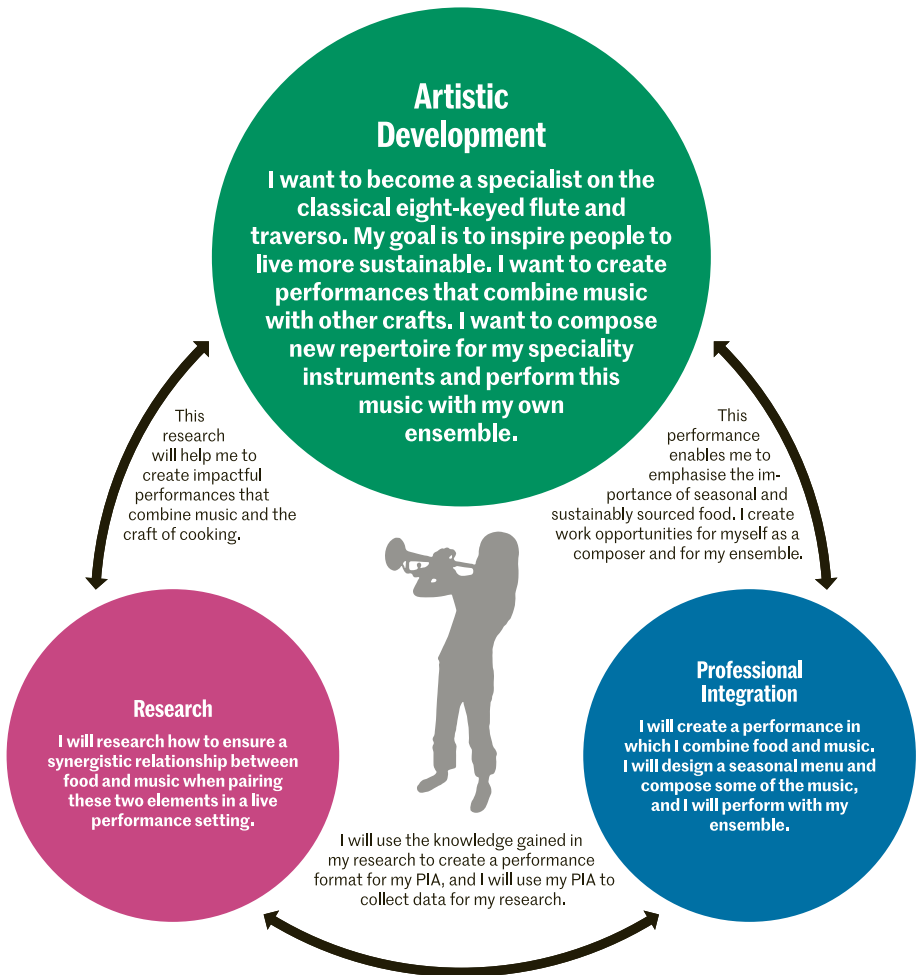 Artistic
Development
I want to become a specialist on the
classical eight-keyed flute and
traverso. My goal is to inspire people to
live more sustainable. I want to create
performances that combine music
with other crafts. I want to compose
new repertoire for my speciality
instruments and perform this
music with my own
ensemble.
This
research
will help me to
create impactful
performances that
combine music and the
craft of cooking.
This
performance
enables me to
emphasise the im-
portance of seasonal and
sustainably sourced food. I create
work opportunities for myself as a
composer and for my ensemble.
Research
I will research how to ensure a
synergistic relationship between
food and music when pairing
these two elements in a live
performance setting.
Professional
Integration
I will create a performance in
which I combine food and music.
I will design a seasonal menu and
compose some of the music,
and I will perform with my
ensemble.
I will use the knowledge gained in
my research to create a performance
format for my PIA, and I will use my PIA to
collect data for my research.